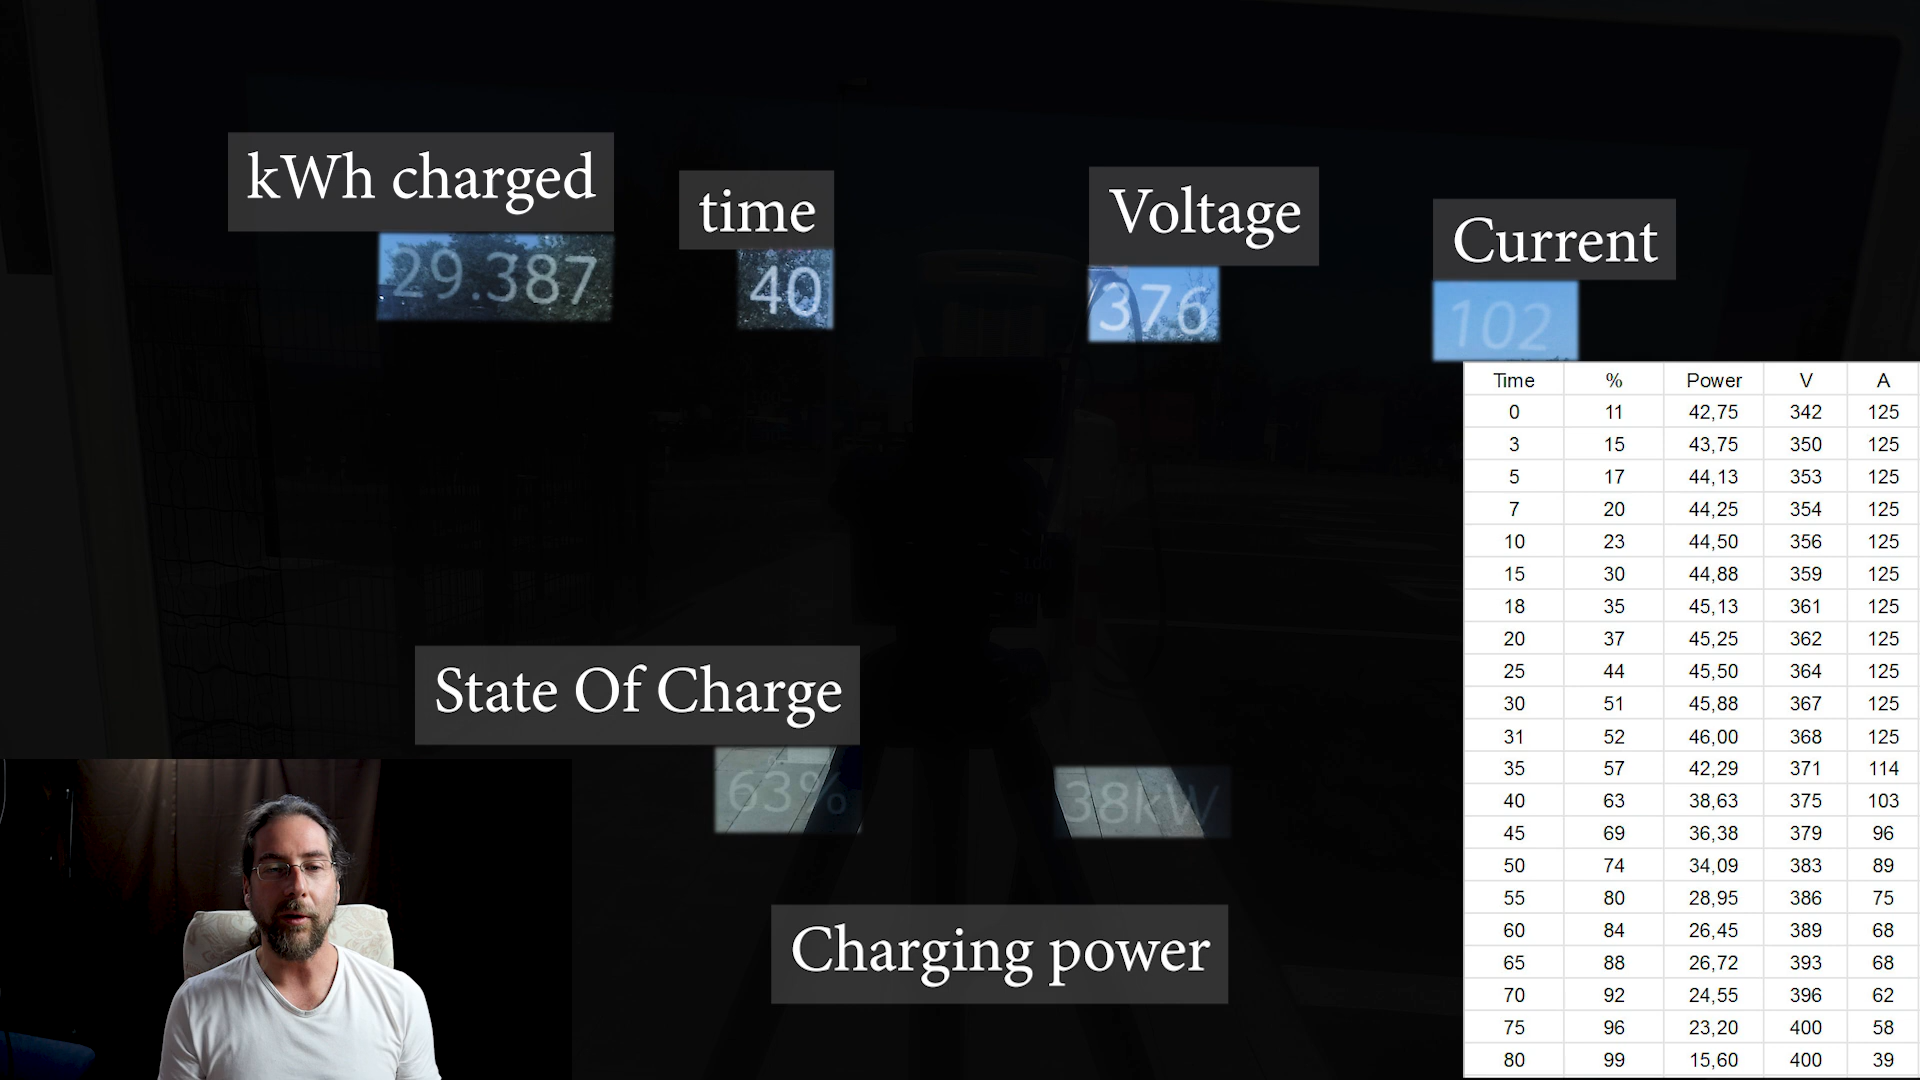 kWh charged
29.387
time
40
Voltage
376
Current
102
State Of Charge
63%
38kW
Charging power
Time % Power V A
0 11 42,75 342 125
3 15 43,75 350 125
5 17 44,13 353 125
7 20 44,25 354 125
10 23 44,50 356 125
15 30 44,88 359 125
18 35 45,13 361 125
20 37 45,25 362 125
25 44 45,50 364 125
30 51 45,88 367 125
31 52 46,00 368 125
35 57 42,29 371 114
40 63 38,63 375 103
45 69 36,38 379 96
50 74 34,09 383 89
55 80 28,95 386 75
60 84 26,45 389 68
65 88 26,72 393 68
70 92 24,55 396 62
75 96 23,20 400 58
80 99 15,60 400 39